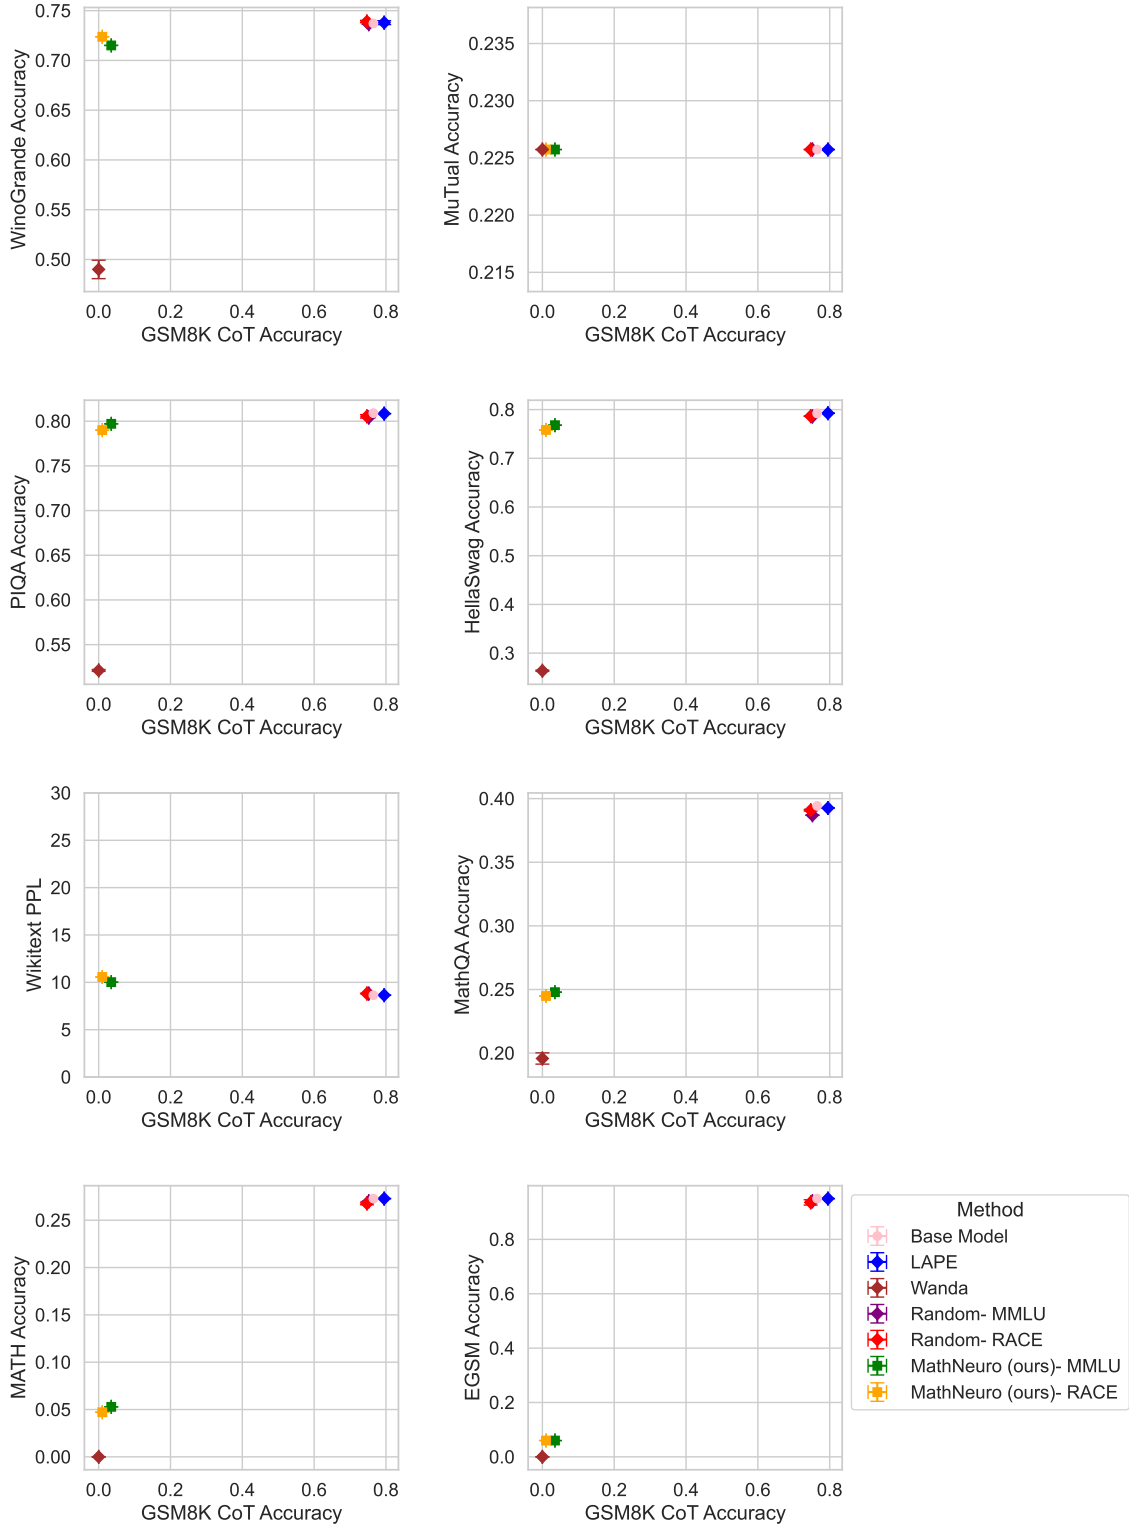 0.75
0.70
0.65
0.60
0.55
0.50
WinoGrande Accuracy
0.0 0.2 0.4 0.6 0.8
GSM8K CoT Accuracy
0.235
0.230
0.225
0.220
0.215
MuTual Accuracy
0.0 0.2 0.4 0.6 0.8
GSM8K CoT Accuracy
0.80
0.75
0.70
0.65
0.60
0.55
PIQA Accuracy
0.0 0.2 0.4 0.6 0.8
GSM8K CoT Accuracy
0.8
0.7
0.6
0.5
0.4
0.3
HellaSwag Accuracy
0.0 0.2 0.4 0.6 0.8
GSM8K CoT Accuracy
30
25
20
15
10
5
0
Wikitext PPL
0.0 0.2 0.4 0.6 0.8
GSM8K CoT Accuracy
0.40
0.35
0.30
0.25
0.20
MathQA Accuracy
0.0 0.2 0.4 0.6 0.8
GSM8K CoT Accuracy
0.25
0.20
0.15
0.10
0.05
0.00
MATH Accuracy
0.0 0.2 0.4 0.6 0.8
GSM8K CoT Accuracy
0.8
0.6
0.4
0.2
0.0
EGSM Accuracy
0.0 0.2 0.4 0.6 0.8
GSM8K CoT Accuracy
Method
Base Model
LAPE
Wanda
Random- MMLU
Random- RACE
MathNeuro (ours)- MMLU
MathNeuro (ours)- RACE